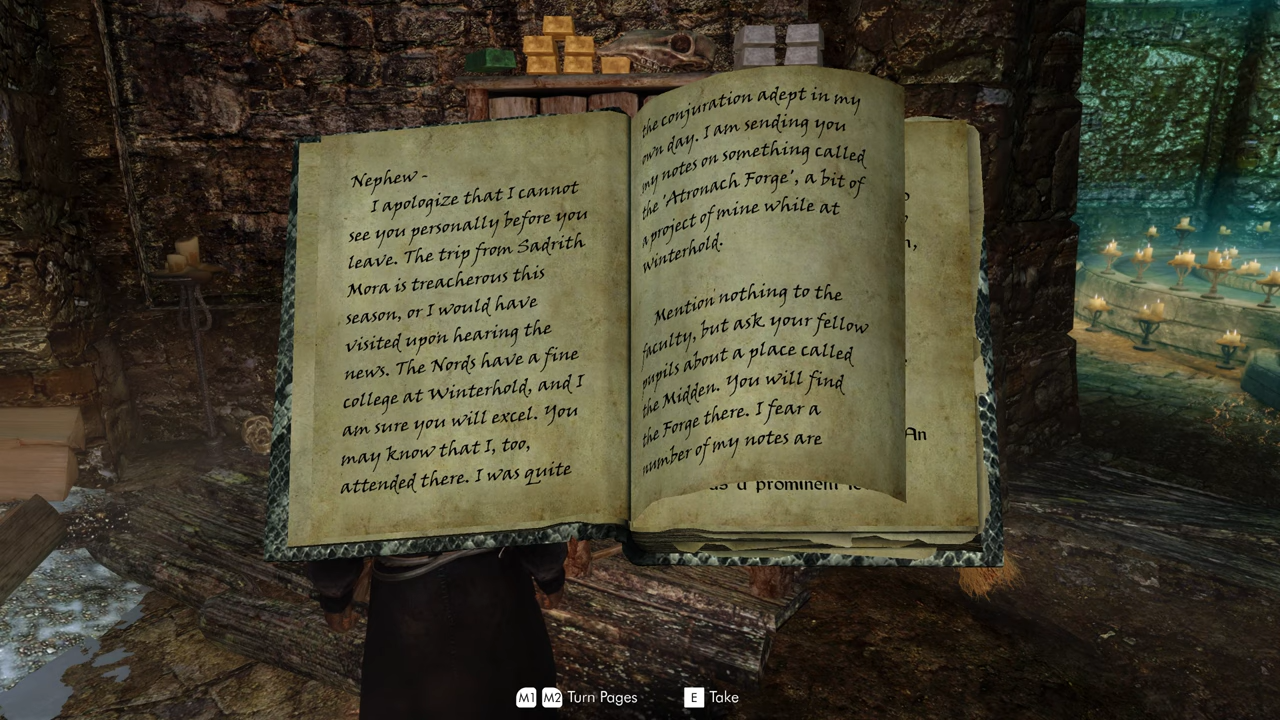 Nephew -
I apologize that I cannot
see you personally before you
leave. The trip from Sadrith
Mora is treacherous this
season, or I would have
visited upon hearing the
news. The Nords have a fine
college at Winterhold, and I
am sure you will excel. You
may know that I, too,
attended there. I was quite
the conjuration adept in my
own day. I am sending you
my notes on something called
the 'Atronach Forge', a bit of
a project of mine while at
Winterhold.
Mention nothing to the
faculty, but ask your fellow
pupils about a place called
the Midden. You will find
the Forge there. I fear a
number of my notes are
An
as a prominent
M1 M2 Turn Pages
E Take